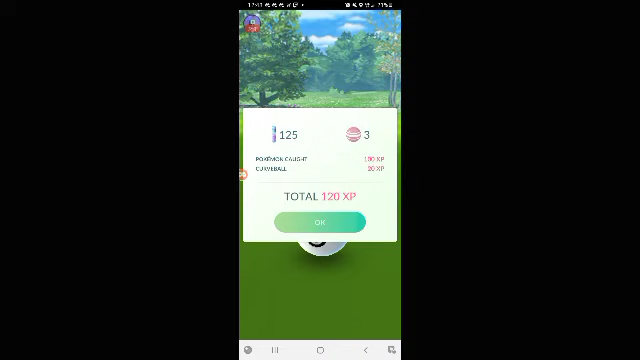 125
3
POKÉMON CAUGHT 100 XP
CURVEBALL 20 XP
TOTAL 120 XP
OK